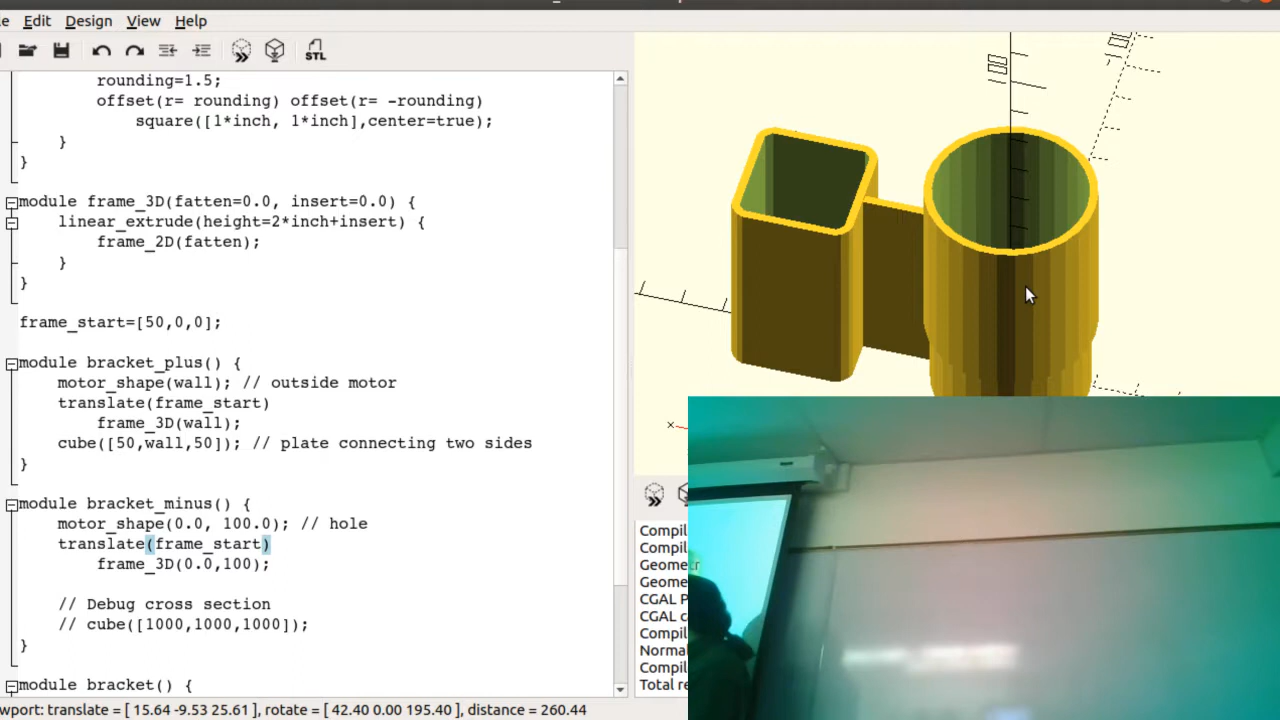 Edit Design View Help
STL
rounding=1.5;
offset(r= rounding) offset(r= -rounding)
square([1*inch, 1*inch],center=true);
}
}
module frame_3D(fatten=0.0, insert=0.0) {
linear_extrude(height=2*inch+insert) {
frame_2D(fatten);
}
}
frame_start=[50,0,0];
module bracket_plus() {
motor_shape(wall); // outside motor
translate(frame_start)
frame_3D(wall);
cube([50,wall,50]); // plate connecting two sides
}
module bracket_minus() {
motor_shape(0.0, 100.0); // hole
translate(frame_start)
frame_3D(0.0,100);
// Debug cross section
// cube([1000,1000,1000]);
}
module bracket() {
Compil
Compil
Geometr
Geome
CGAL P
CGAL c
Compil
Norma
Compil
Total re
wport: translate = [ 15.64 -9.53 25.61 ], rotate = [ 42.40 0.00 195.40 ], distance = 260.44